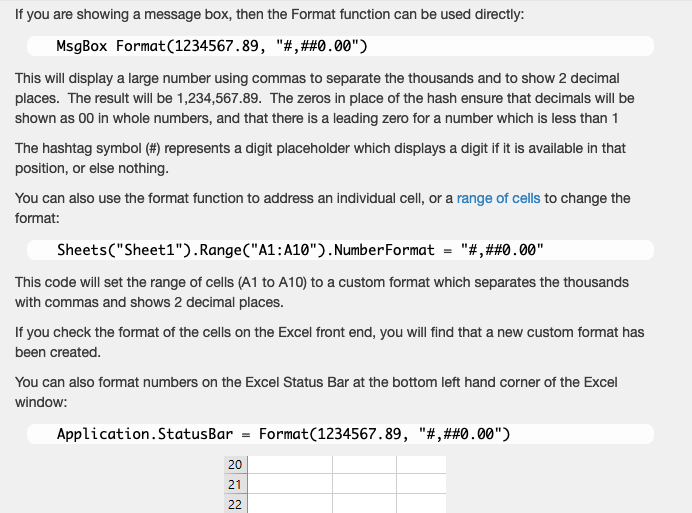 If you are showing a message box, then the Format function can be used directly:
MsgBox Format(1234567.89, "#,##0.00")
This will display a large number using commas to separate the thousands and to show 2 decimal
places.  The result will be 1,234,567.89.  The zeros in place of the hash ensure that decimals will be
shown as 00 in whole numbers, and that there is a leading zero for a number which is less than 1
The hashtag symbol (#) represents a digit placeholder which displays a digit if it is available in that
position, or else nothing.
You can also use the format function to address an individual cell, or a range of cells to change the
format:
Sheets("Sheet1").Range("A1:A10").NumberFormat = "#,##0.00"
This code will set the range of cells (A1 to A10) to a custom format which separates the thousands
with commas and shows 2 decimal places.
If you check the format of the cells on the Excel front end, you will find that a new custom format has
been created.
You can also format numbers on the Excel Status Bar at the bottom left hand corner of the Excel
window:
Application.StatusBar = Format(1234567.89, "#,##0.00")
20
21
22